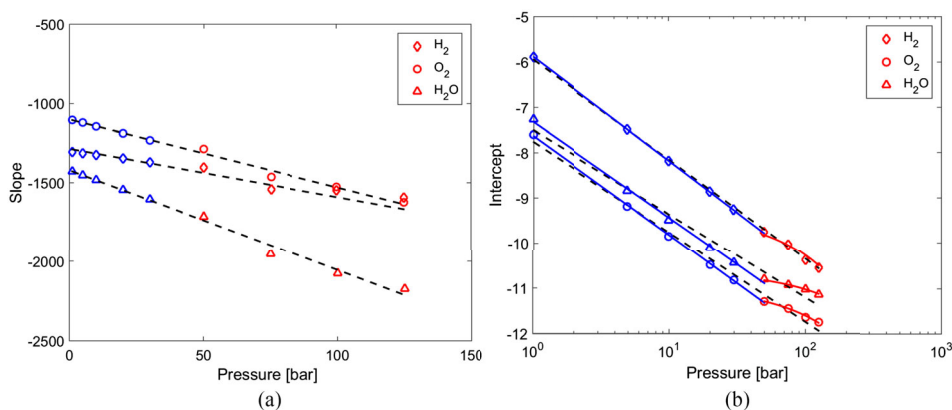 (a)
-500
-1000
-1500
-2000
-2500
Slope
0
50
100
150
Pressure [bar]
H2
O2
H2O
(a)
(b)
-5
-6
-7
-8
-9
-10
-11
-12
Intercept
10^0
10^1
10^2
10^3
Pressure [bar]
H2
O2
H2O
(b)